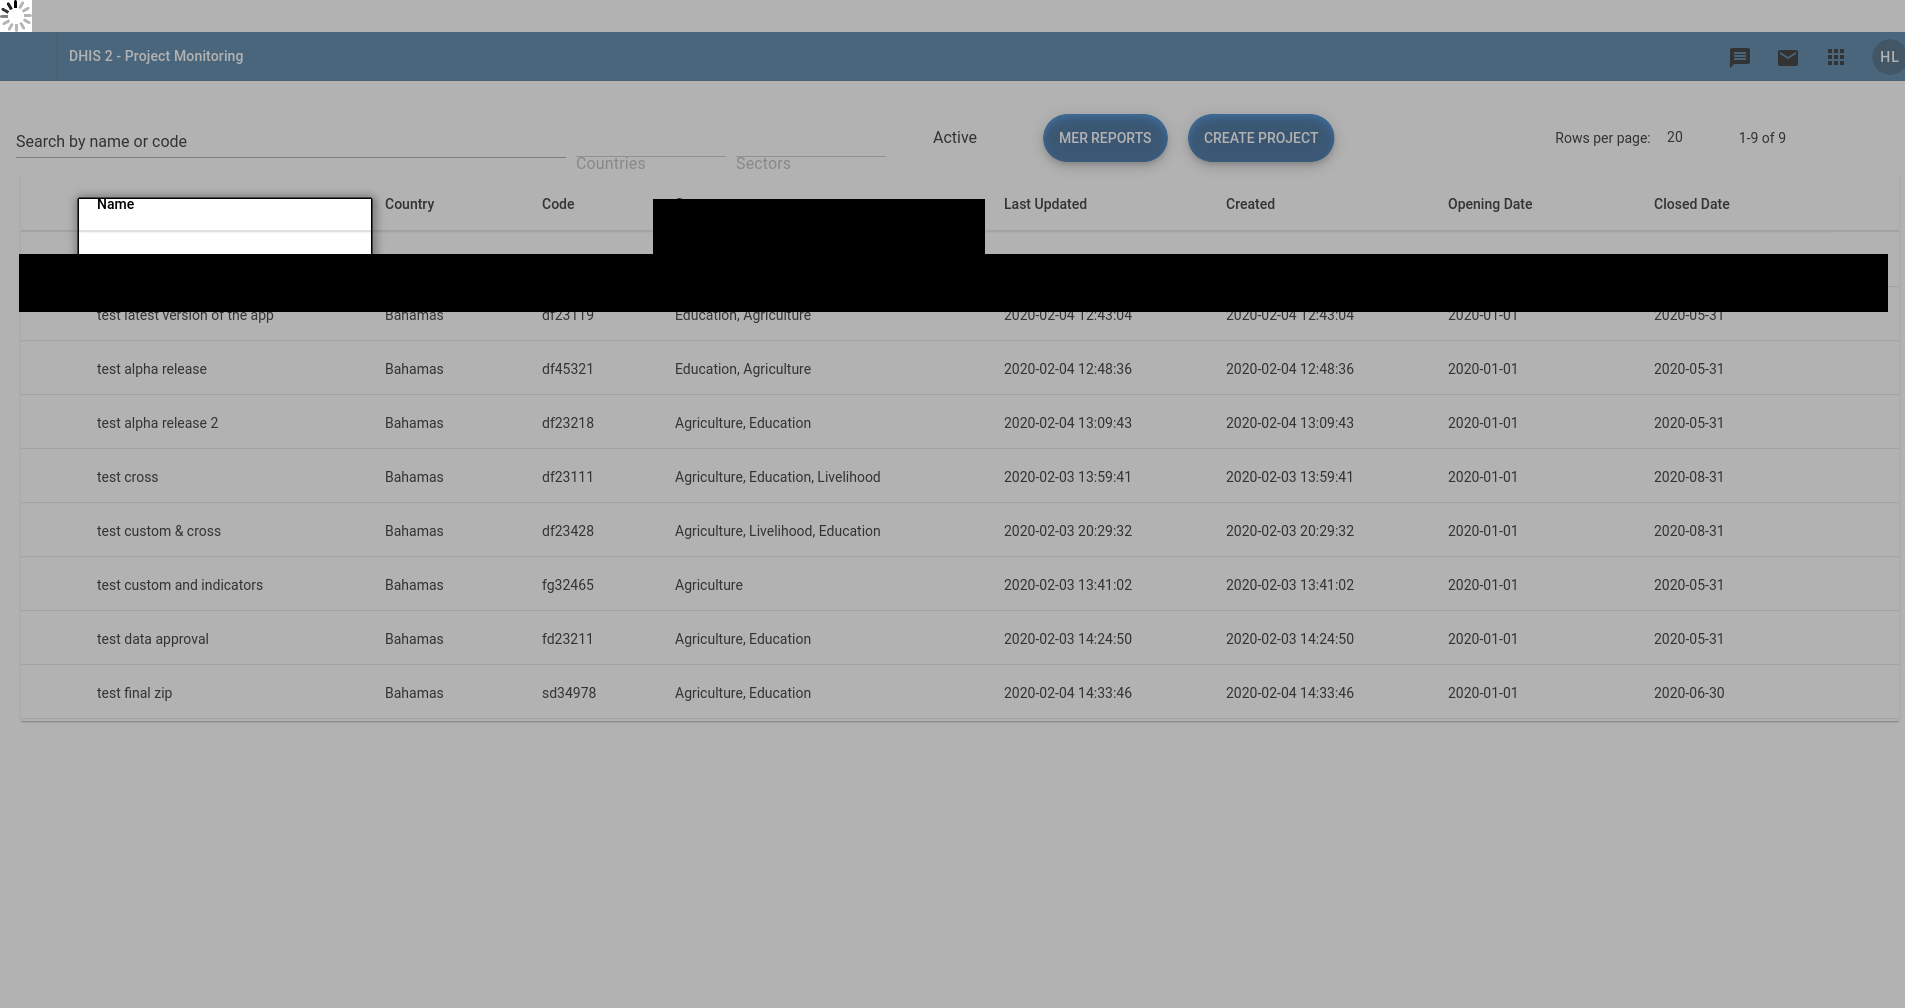 DHIS 2 - Project Monitoring HL
Search by name or code Countries Sectors Active MER REPORTS CREATE PROJECT Rows per page: 20 1-9 of 9
Name Country Code Last Updated Created Opening Date Closed Date
test latest version of the app Bahamas df23119 Education, Agriculture 2020-02-04 12:43:04 2020-02-04 12:43:04 2020-01-01 2020-05-31
test alpha release Bahamas df45321 Education, Agriculture 2020-02-04 12:48:36 2020-02-04 12:48:36 2020-01-01 2020-05-31
test alpha release 2 Bahamas df23218 Agriculture, Education 2020-02-04 13:09:43 2020-02-04 13:09:43 2020-01-01 2020-05-31
test cross Bahamas df23111 Agriculture, Education, Livelihood 2020-02-03 13:59:41 2020-02-03 13:59:41 2020-01-01 2020-08-31
test custom & cross Bahamas df23428 Agriculture, Livelihood, Education 2020-02-03 20:29:32 2020-02-03 20:29:32 2020-01-01 2020-08-31
test custom and indicators Bahamas fg32465 Agriculture 2020-02-03 13:41:02 2020-02-03 13:41:02 2020-01-01 2020-05-31
test data approval Bahamas fd23211 Agriculture, Education 2020-02-03 14:24:50 2020-02-03 14:24:50 2020-01-01 2020-05-31
test final zip Bahamas sd34978 Agriculture, Education 2020-02-04 14:33:46 2020-02-04 14:33:46 2020-01-01 2020-06-30